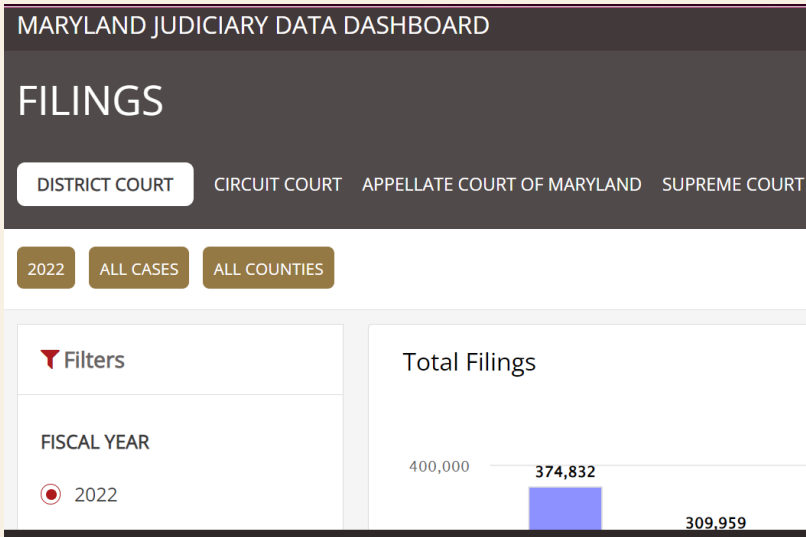 MARYLAND JUDICIARY DATA DASHBOARD
FILINGS
DISTRICT COURT CIRCUIT COURT APPELLATE COURT OF MARYLAND SUPREME COURT
2022 ALL CASES ALL COUNTIES
Filters
Total Filings
FISCAL YEAR
400,000
374,832
2022
309,959